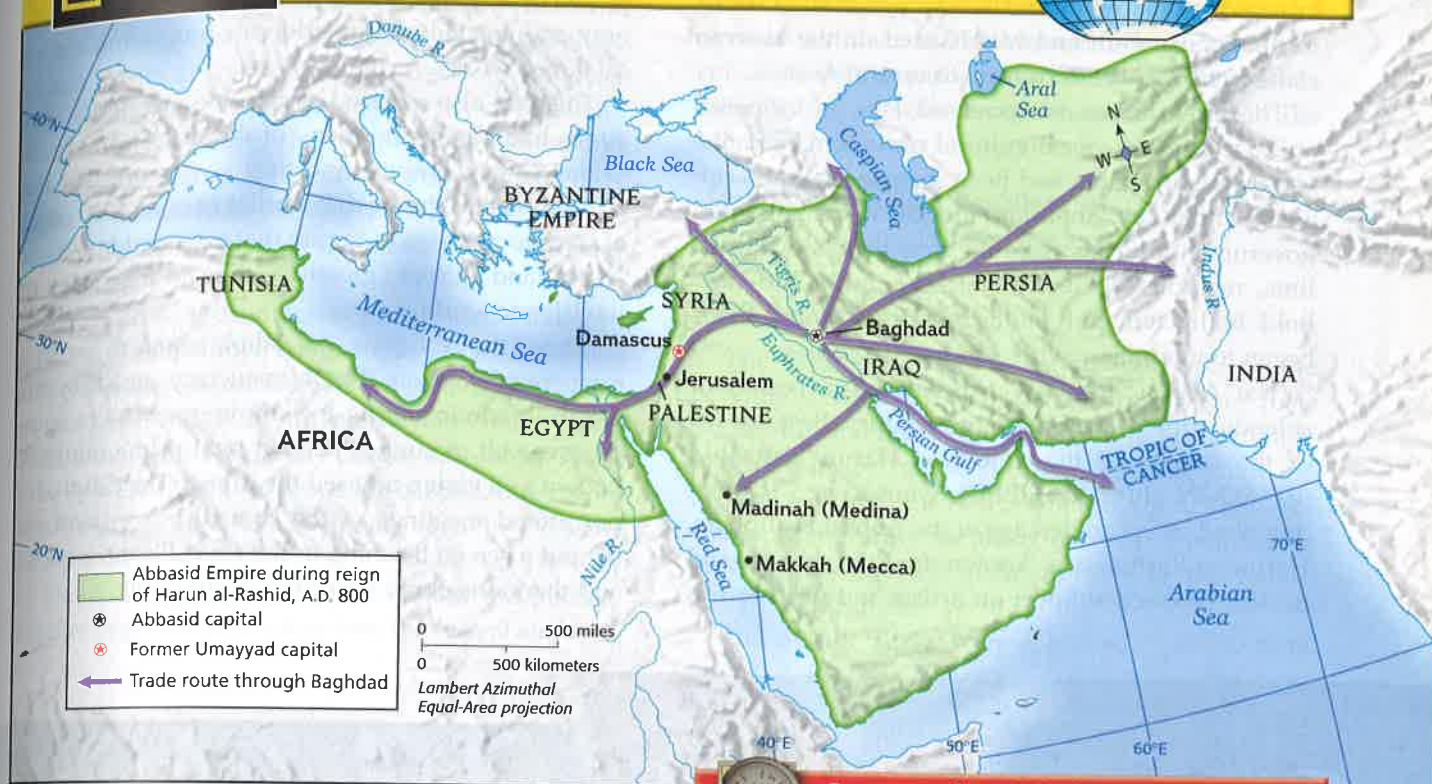 Danube R.
Aral
Sea
40°N
N
W
E
S
Black Sea
Caspian Sea
BYZANTINE
EMPIRE
TUNISIA
Tigris R.
PERSIA
Indus R.
SYRIA
Mediterranean Sea
Damascus
Baghdad
30°N
Euphrates R.
IRAQ
INDIA
Jerusalem
PALESTINE
EGYPT
AFRICA
Persian Gulf
TROPIC OF
CANCER
Madinah (Medina)
Red Sea
20°N
70°E
Makkah (Mecca)
Nile R.
Arabian
Sea
Abbasid Empire during reign
of Harun al-Rashid, A.D. 800
Abbasid capital
Former Umayyad capital
Trade route through Baghdad
0 500 miles
0 500 kilometers
Lambert Azimuthal
Equal-Area projection
40°E
50°E
60°E